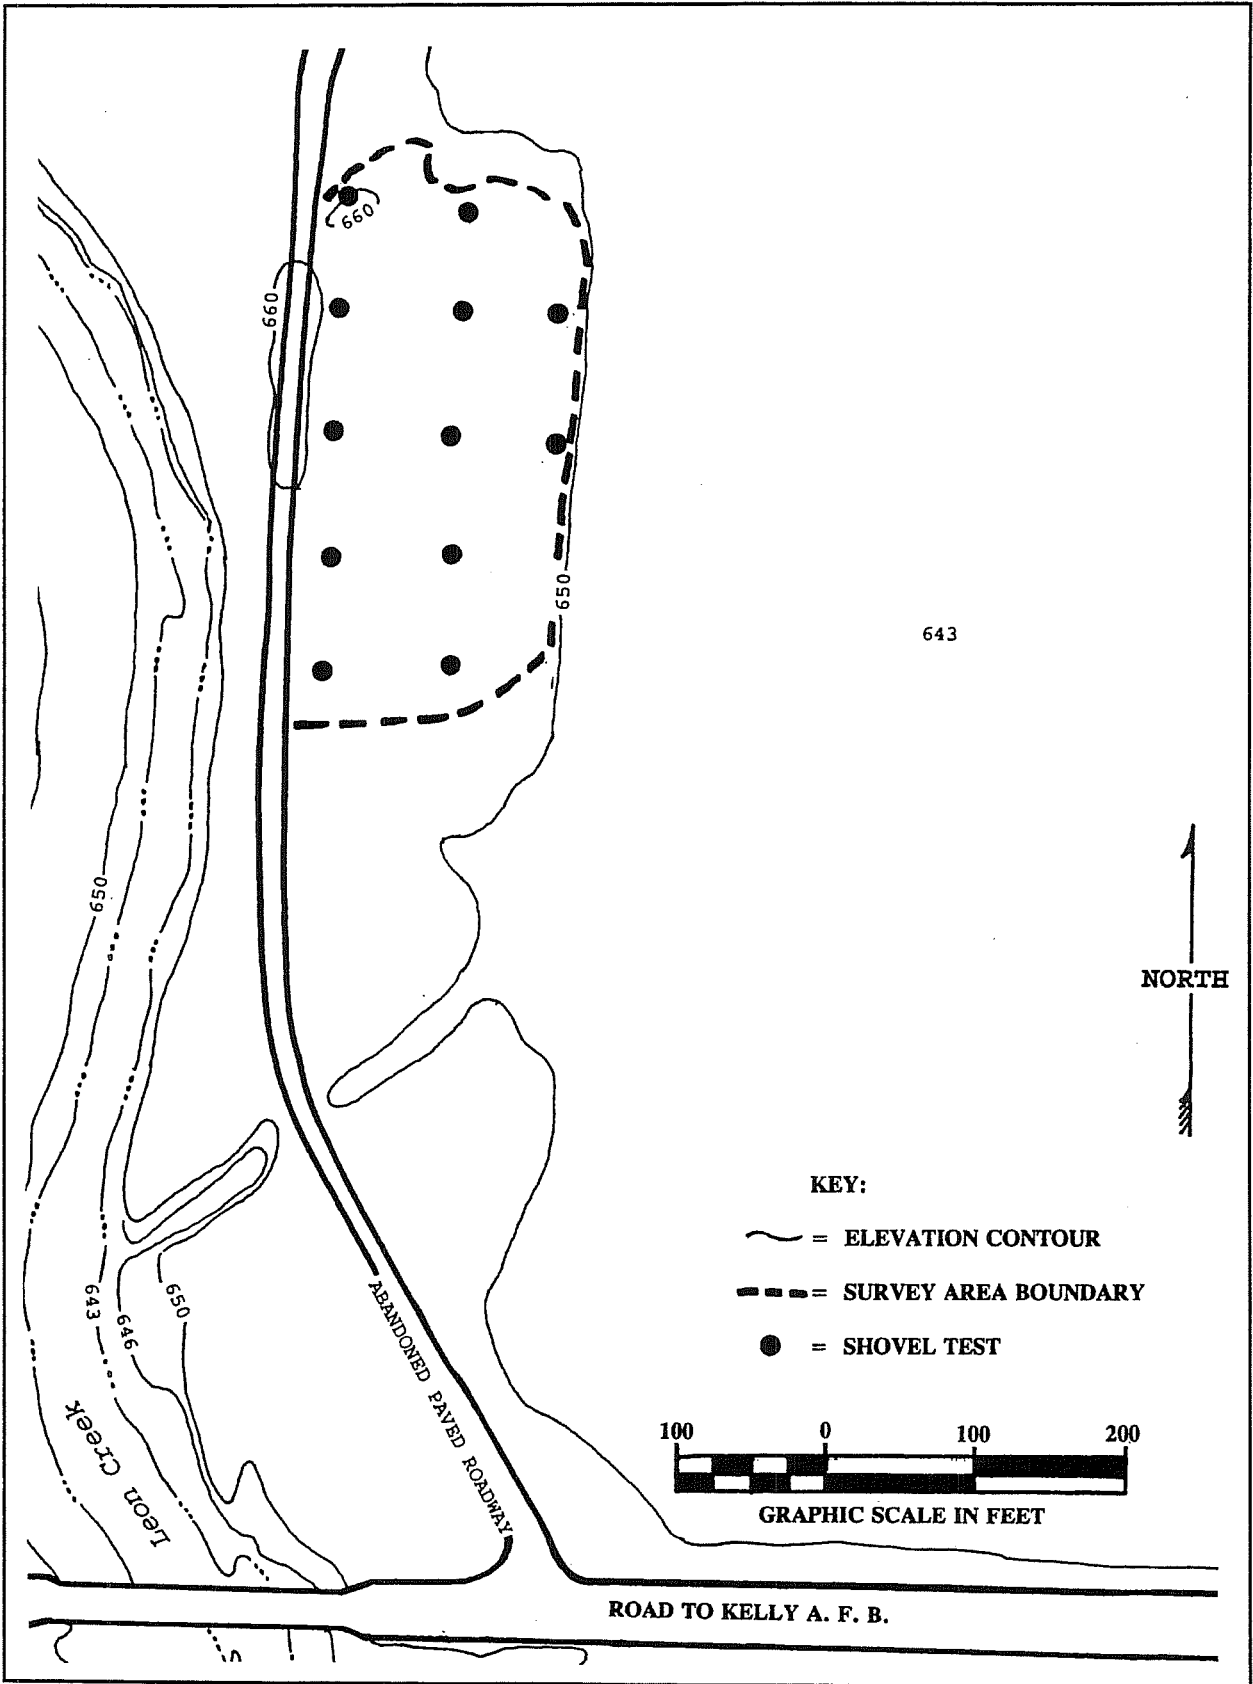 660
660
650
643
650
NORTH
KEY:
= ELEVATION CONTOUR
= SURVEY AREA BOUNDARY
= SHOVEL TEST
643
646
650
ABANDONED PAVED ROADWAY
Leon Creek
100 0 100 200
GRAPHIC SCALE IN FEET
ROAD TO KELLY A. F. B.